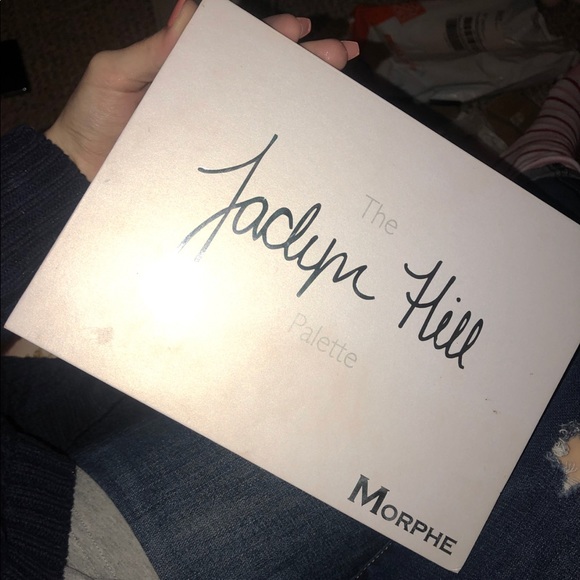 The
Jaclyn Hill
Palette
MORPHE